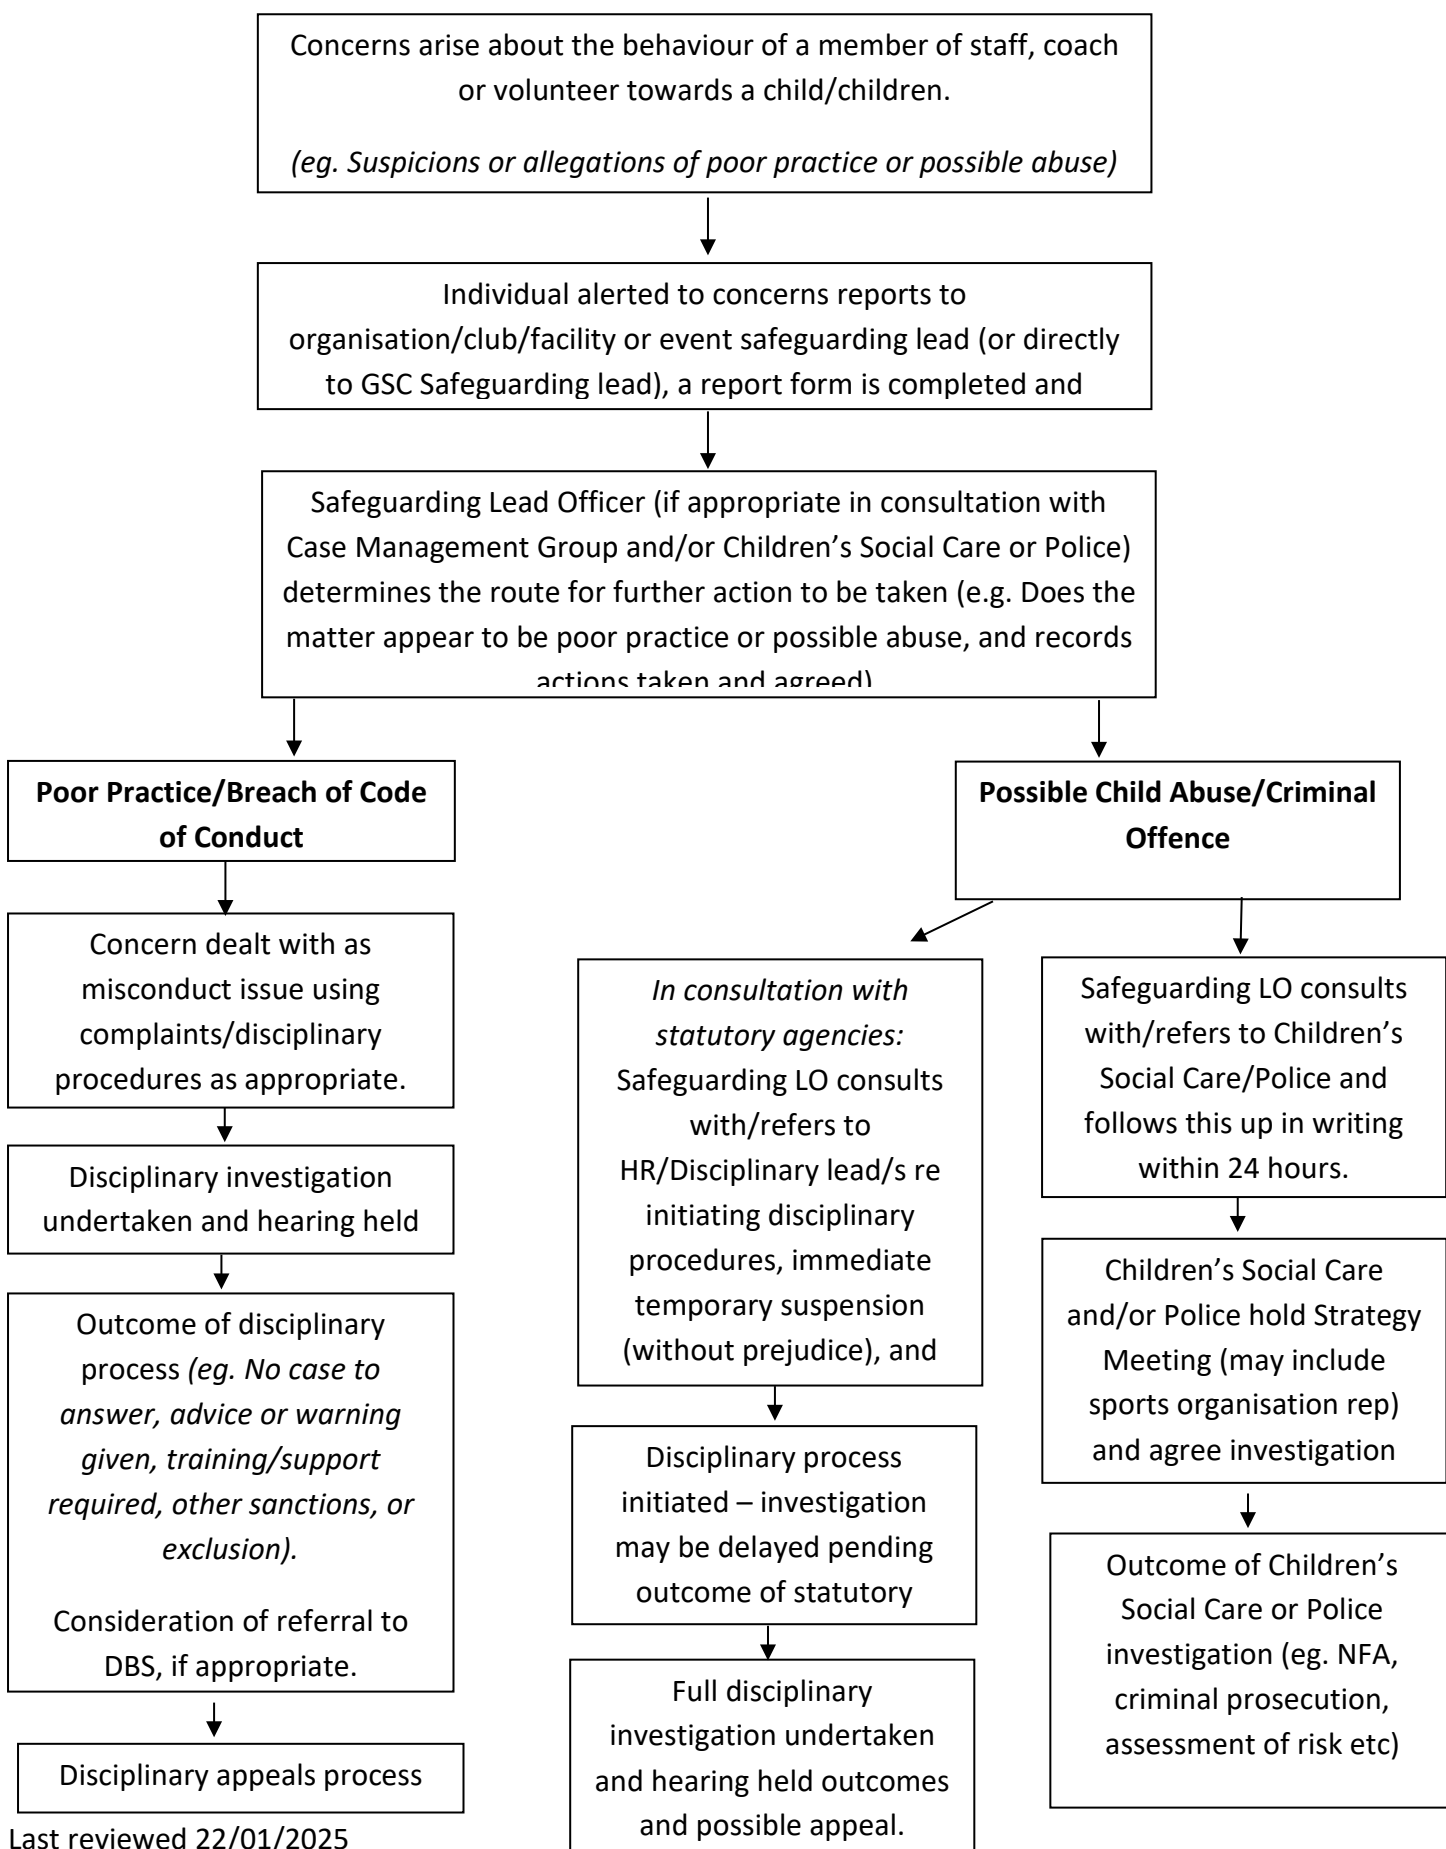 Concerns arise about the behaviour of a member of staff, coach
or volunteer towards a child/children.
(eg. Suspicions or allegations of poor practice or possible abuse)
Individual alerted to concerns reports to
organisation/club/facility or event safeguarding lead (or directly
to GSC Safeguarding lead), a report form is completed and
Safeguarding Lead Officer (if appropriate in consultation with
Case Management Group and/or Children’s Social Care or Police)
determines the route for further action to be taken (e.g. Does the
matter appear to be poor practice or possible abuse, and records
actions taken and agreed)
Poor Practice/Breach of Code
of Conduct
Concern dealt with as
misconduct issue using
complaints/disciplinary
procedures as appropriate.
Disciplinary investigation
undertaken and hearing held
Outcome of disciplinary
process (eg. No case to
answer, advice or warning
given, training/support
required, other sanctions, or
exclusion).
Consideration of referral to
DBS, if appropriate.
Disciplinary appeals process
Possible Child Abuse/Criminal
Offence
In consultation with
statutory agencies:
Safeguarding LO consults
with/refers to
HR/Disciplinary lead/s re
initiating disciplinary
procedures, immediate
temporary suspension
(without prejudice), and
Disciplinary process
initiated – investigation
may be delayed pending
outcome of statutory
Full disciplinary
investigation undertaken
and hearing held outcomes
and possible appeal.
Safeguarding LO consults
with/refers to Children’s
Social Care/Police and
follows this up in writing
within 24 hours.
Children’s Social Care
and/or Police hold Strategy
Meeting (may include
sports organisation rep)
and agree investigation
Outcome of Children’s
Social Care or Police
investigation (eg. NFA,
criminal prosecution,
assessment of risk etc)
Last reviewed 22/01/2025